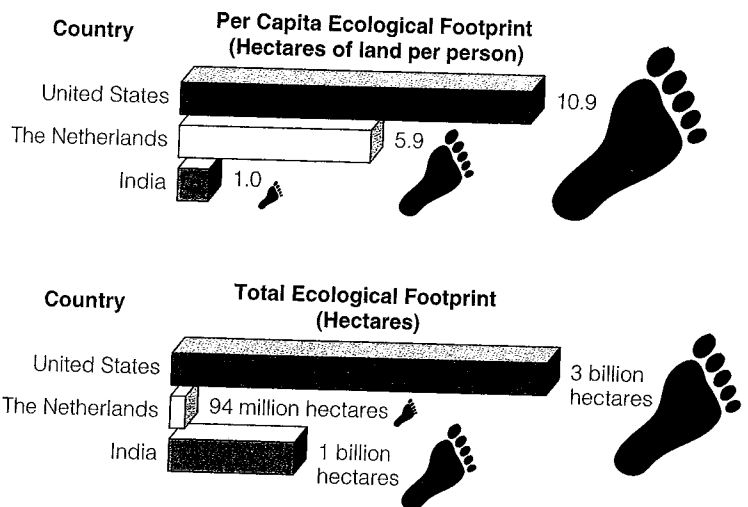 Country
Per Capita Ecological Footprint
(Hectares of land per person)
United States
10.9
The Netherlands
5.9
India
1.0
Country
Total Ecological Footprint
(Hectares)
United States
3 billion
hectares
The Netherlands
94 million hectares
India
1 billion
hectares